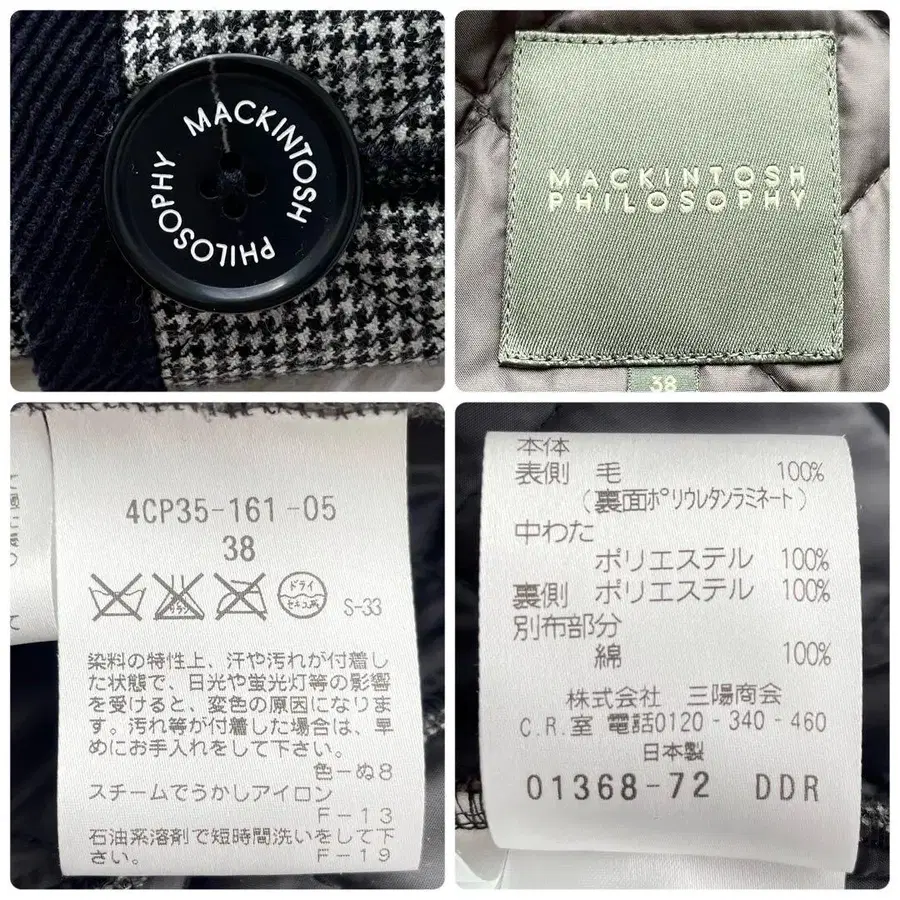 MACKINTOSH PHILOSOPHY
MACKINTOSH
PHILOSOPHY
38
4CP35-161-05
38
ドライ
セキユ系
S-33
染料の特性上、汗や汚れが付着し
た状態で、日光や蛍光灯等の影響
を受けると、変色の原因になりま
す。汚れ等が付着した場合は、早
めにお手入れをして下さい。
色ーぬ8
スチームでうかしアイロン
F-13
石油系溶剤で短時間洗いをして下
さい。
F-19
本体
表側 毛 100%
(裏面ポリウレタンラミネート)
中わた
ポリエステル 100%
裏側 ポリエステル 100%
別布部分
綿 100%
株式会社 三陽商会
C.R.室 電話0120-340-460
日本製
01368-72 DDR